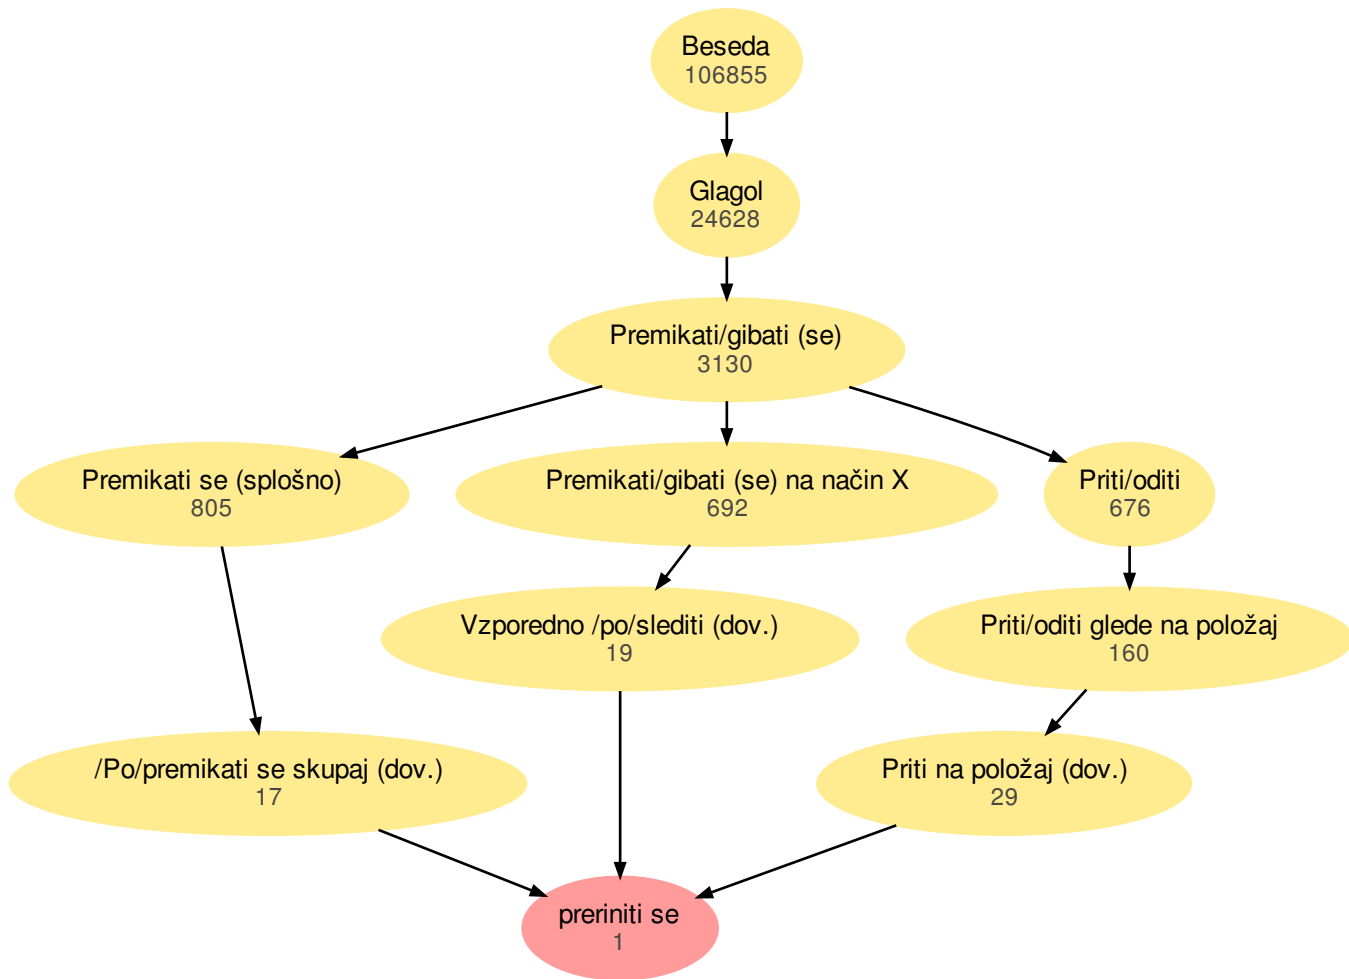 Beseda
106855
Glagol
24628
Premikati/gibati (se)
3130
Premikati se (splošno)
805
Premikati/gibati (se) na način X
692
Priti/oditi
676
Vzporedno /po/slediti (dov.)
19
Priti/oditi glede na položaj
160
/Po/premikati se skupaj (dov.)
17
Priti na položaj (dov.)
29
preriniti se
1